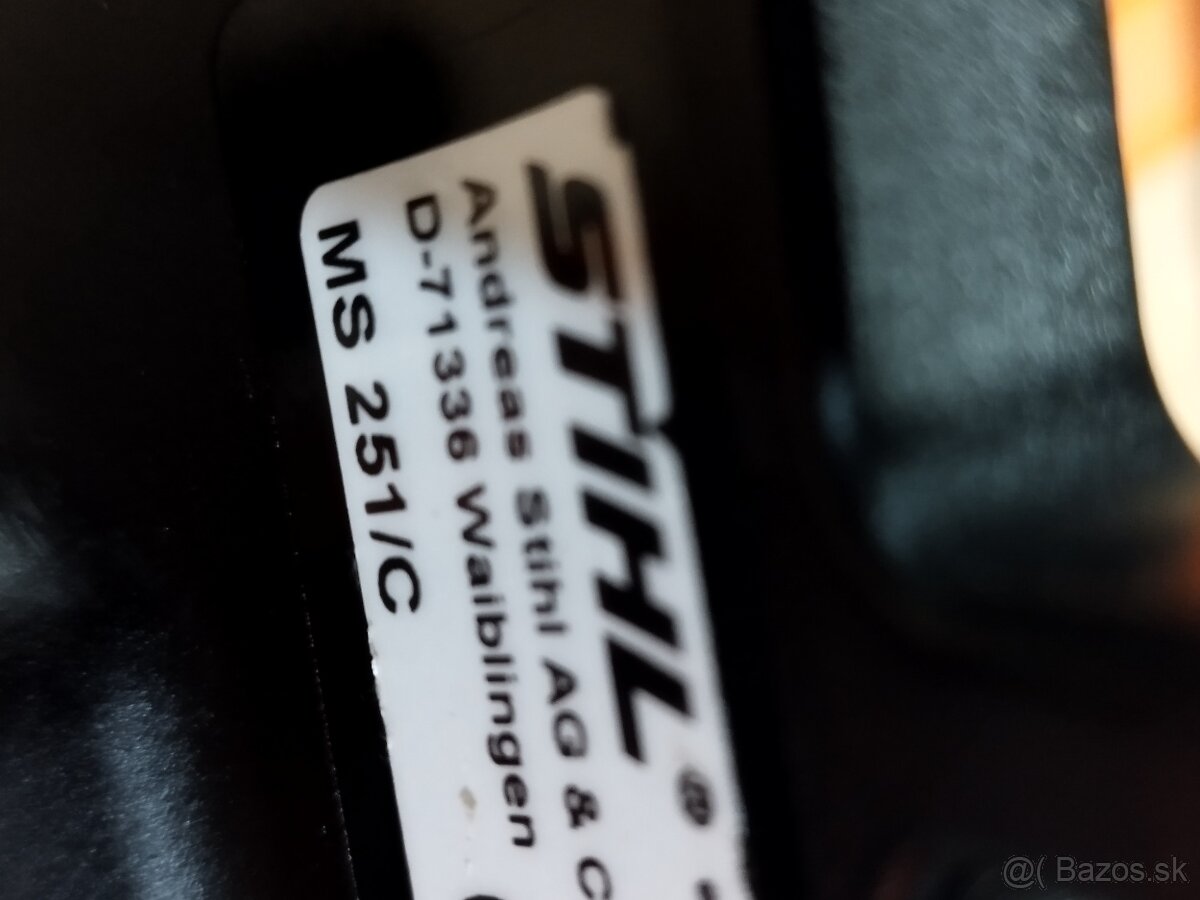 STIHL®
Andreas Stihl AG & C
D-71336 Waiblingen
MS 251/C
@( Bazos.sk